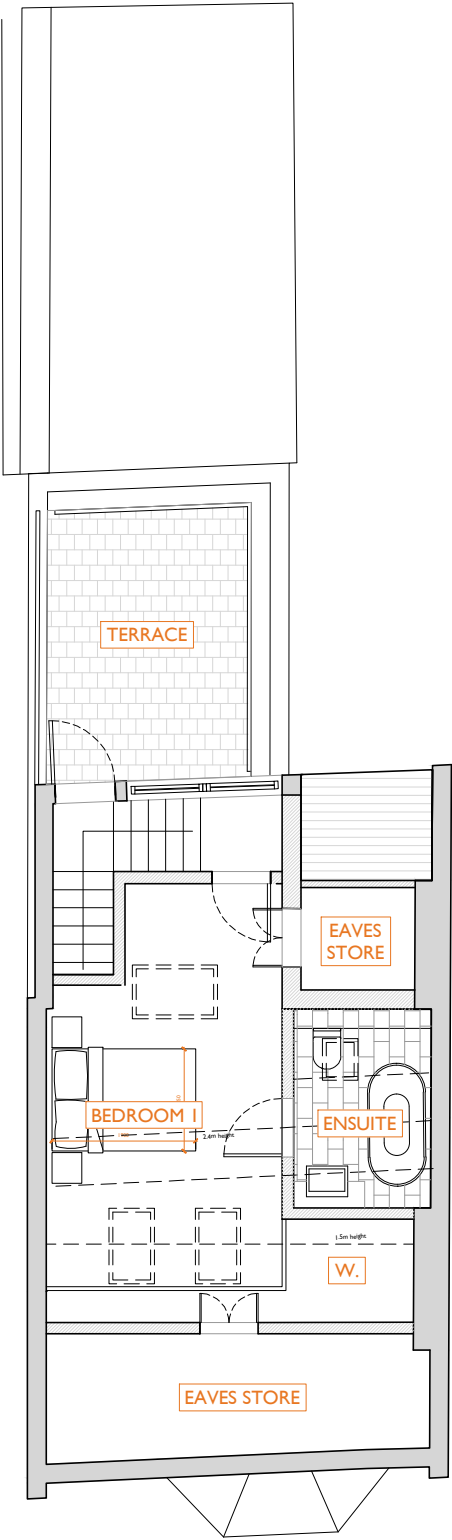 TERRACE
EAVES
STORE
BEDROOM 1
ENSUITE
2.4m height
1.5m height
W.
EAVES STORE